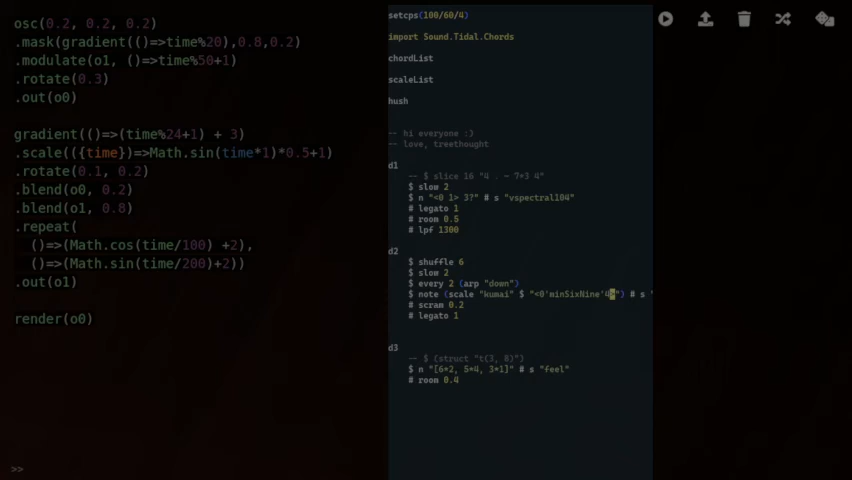 osc(0.2, 0.2, 0.2)
.mask(gradient(()=>time%20),0.8,0.2)
.modulate(o1, ()=>time%50+1)
.rotate(0.3)
.out(o0)
gradient(()=>(time%24+1) + 3)
.scale(({time})=>Math.sin(time*1)*0.5+1)
.rotate(0.1, 0.2)
.blend(o0, 0.2)
.blend(o1, 0.8)
.repeat(
()=>(Math.cos(time/100) +2),
()=>(Math.sin(time/200)+2))
.out(o1)
render(o0)
>>
setcps(100/60/4)
import Sound.Tidal.Chords
chordList
scaleList
hush
-- hi everyone :)
-- love, treethought
d1
-- $ slice 16 "4 . ~ 7*3 4"
$ slow 2
$ n "<0 1> 3?" # s "vspectral104"
# legato 1
# room 0.5
# lpf 1300
d2
$ shuffle 6
$ slow 2
$ every 2 (arp "down")
$ note (scale "kumai" $ "<0'minSixNine'4>") # s "
# scram 0.2
# legato 1
d3
-- $ (struct "t(3, 8)")
$ n "[6*2, 5*4, 3*1]" # s "feel"
# room 0.4